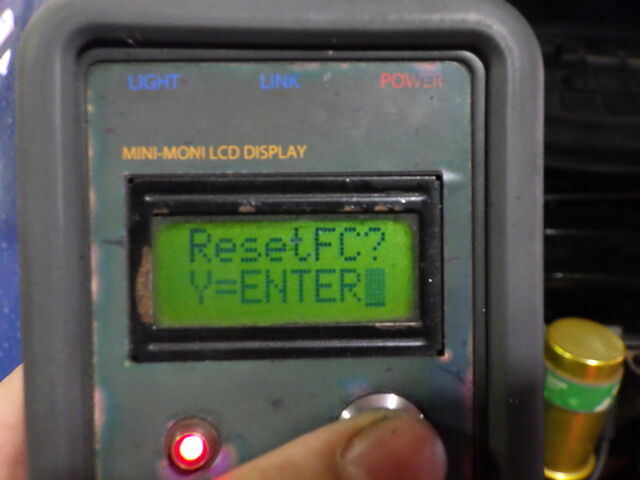 LIGHT LINK POWER
MINI-MONI LCD DISPLAY
ResetFC?
Y=ENTER